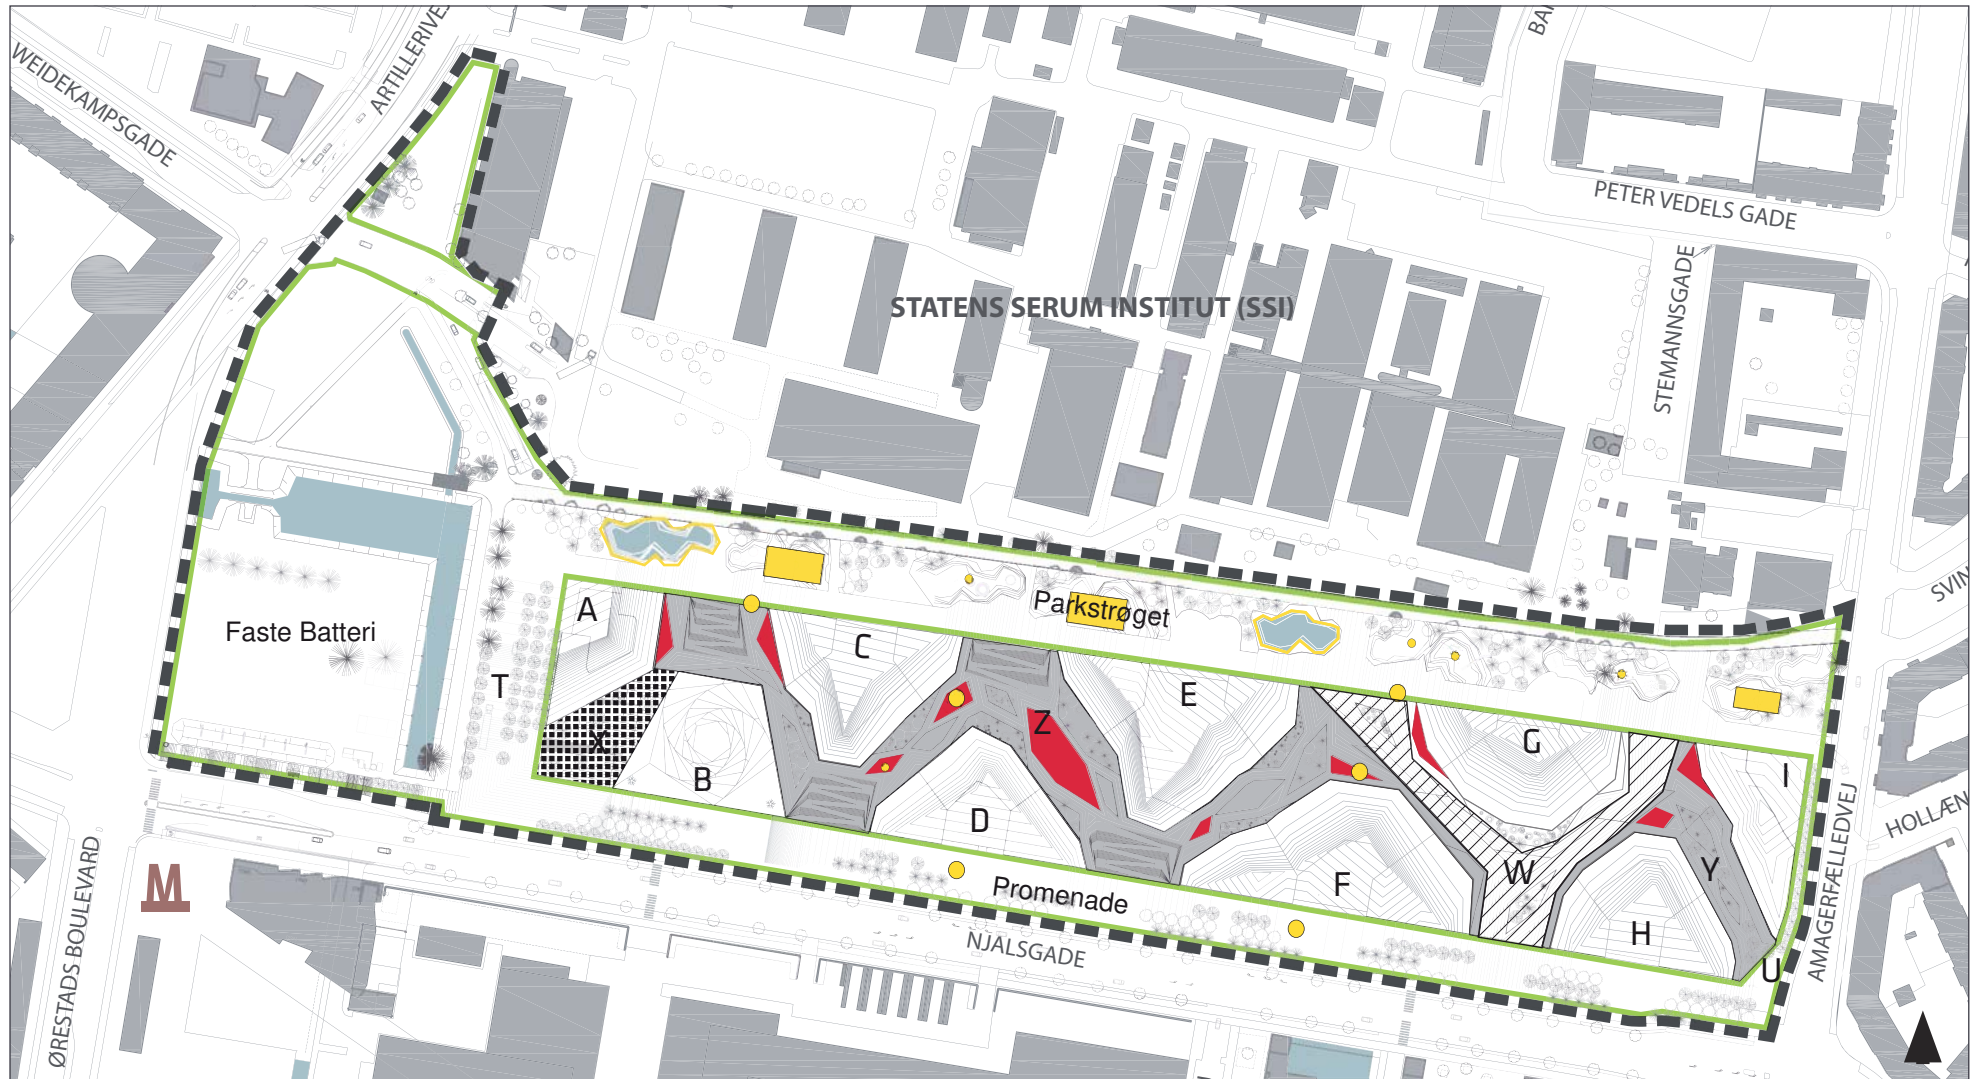 WEIDEKAMPSGADE
ARTILLERIVEJ
PETER VEDELS GADE
STEMANNSGADE
STATENS SERUM INSTITUT (SSI)
Faste Batteri
Parkstrøget
A
C
T
E
Z
G
X
B
D
I
F
W
Y
H
U
Promenade
NJALSGADE
M
ØRESTADS BOULEVARD
AMAGERFÆLLEDVEJ
SVIN
HOLLÆN